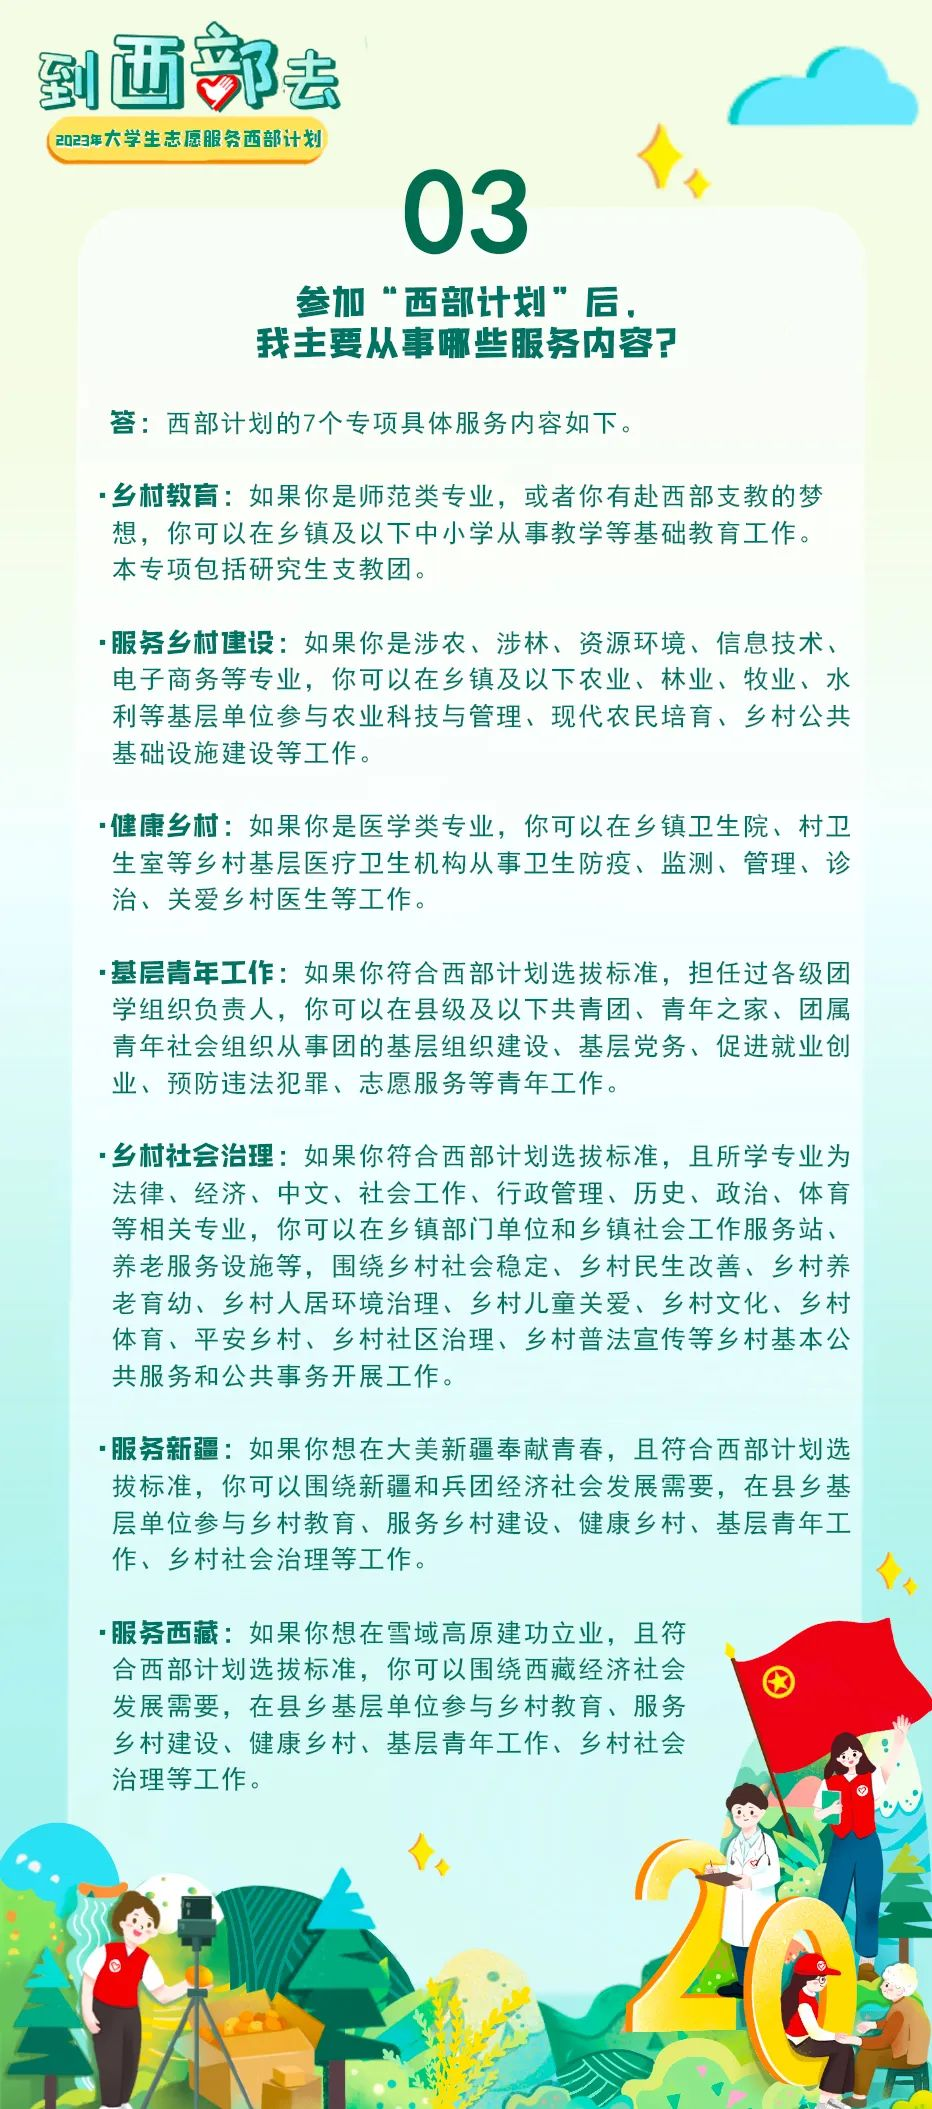 到西部去
2023年大学生志愿服务西部计划
03
参加“西部计划”后，
我主要从事哪些服务内容？
答：西部计划的7个专项具体服务内容如下。
·乡村教育：如果你是师范类专业，或者你有赴西部支教的梦
想，你可以在乡镇及以下中小学从事教学等基础教育工作。
本专项包括研究生支教团。
·服务乡村建设：如果你是涉农、涉林、资源环境、信息技术、
电子商务等专业，你可以在乡镇及以下农业、林业、牧业、水
利等基层单位参与农业科技与管理、现代农民培育、乡村公共
基础设施建设等工作。
·健康乡村：如果你是医学类专业，你可以在乡镇卫生院、村卫
生室等乡村基层医疗卫生机构从事卫生防疫、监测、管理、诊
治、关爱乡村医生等工作。
·基层青年工作：如果你符合西部计划选拔标准，担任过各级团
学组织负责人，你可以在县级及以下共青团、青年之家、团属
青年社会组织从事团的基层组织建设、基层党务、促进就业创
业、预防违法犯罪、志愿服务等青年工作。
·乡村社会治理：如果你符合西部计划选拔标准，且所学专业为
法律、经济、中文、社会工作、行政管理、历史、政治、体育
等相关专业，你可以在乡镇部门单位和乡镇社会工作服务站、
养老服务设施等，围绕乡村社会稳定、乡村民生改善、乡村养
老育幼、乡村人居环境治理、乡村儿童关爱、乡村文化、乡村
体育、平安乡村、乡村社区治理、乡村普法宣传等乡村基本公
共服务和公共事务开展工作。
·服务新疆：如果你想在大美新疆奉献青春，且符合西部计划选
拔标准，你可以围绕新疆和兵团经济社会发展需要，在县乡基
层单位参与乡村教育、服务乡村建设、健康乡村、基层青年工
作、乡村社会治理等工作。
·服务西藏：如果你想在雪域高原建功立业，且符
合西部计划选拔标准，你可以围绕西藏经济社会
发展需要，在县乡基层单位参与乡村教育、服务
乡村建设、健康乡村、基层青年工作、乡村社会
治理等工作。
20